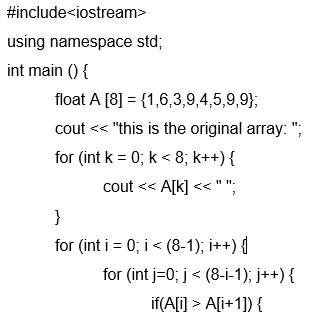 #include<iostream>
using namespace std;
int main () {
float A [8] = {1,6,3,9,4,5,9,9};
cout << "this is the original array: ";
for (int k = 0; k < 8; k++) {
cout << A[k] << " ";
}
for (int i = 0; i < (8-1); i++) {
for (int j=0; j < (8-i-1); j++) {
if(A[i] > A[i+1]) {